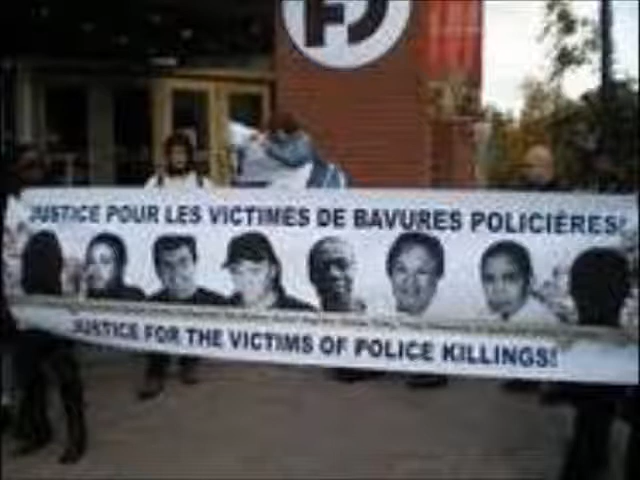 JUSTICE POUR LES VICTIMES DE BAVURES POLICIÈRES!
JUSTICE FOR THE VICTIMS OF POLICE KILLINGS!